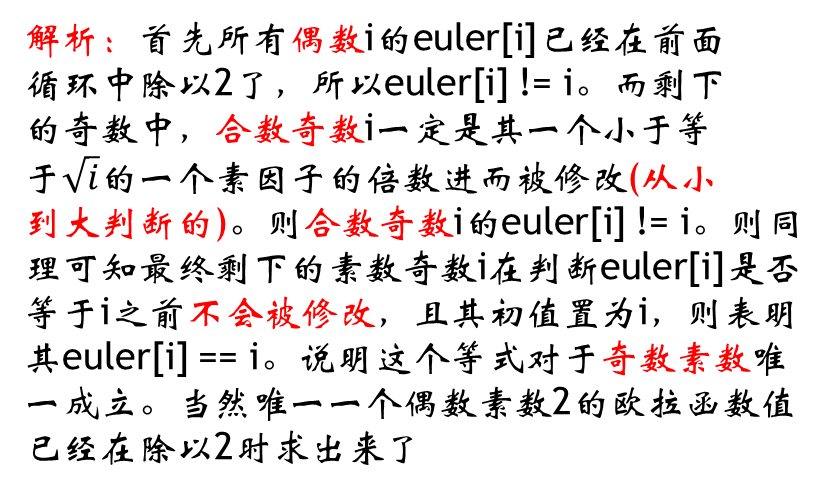 解析：首先所有偶数i的euler[i]已经在前面
循环中除以2了，所以euler[i] != i。而剩下
的奇数中，合数奇数i一定是其一个小于等
于√i的一个素因子的倍数进而被修改(从小
到大判断的)。则合数奇数i的euler[i] != i。则同
理可知最终剩下的素数奇数i在判断euler[i]是否
等于i之前不会被修改，且其初值置为i，则表明
其euler[i] == i。说明这个等式对于奇数素数唯
一成立。当然唯一一个偶数素数2的欧拉函数值
已经在除以2时求出来了